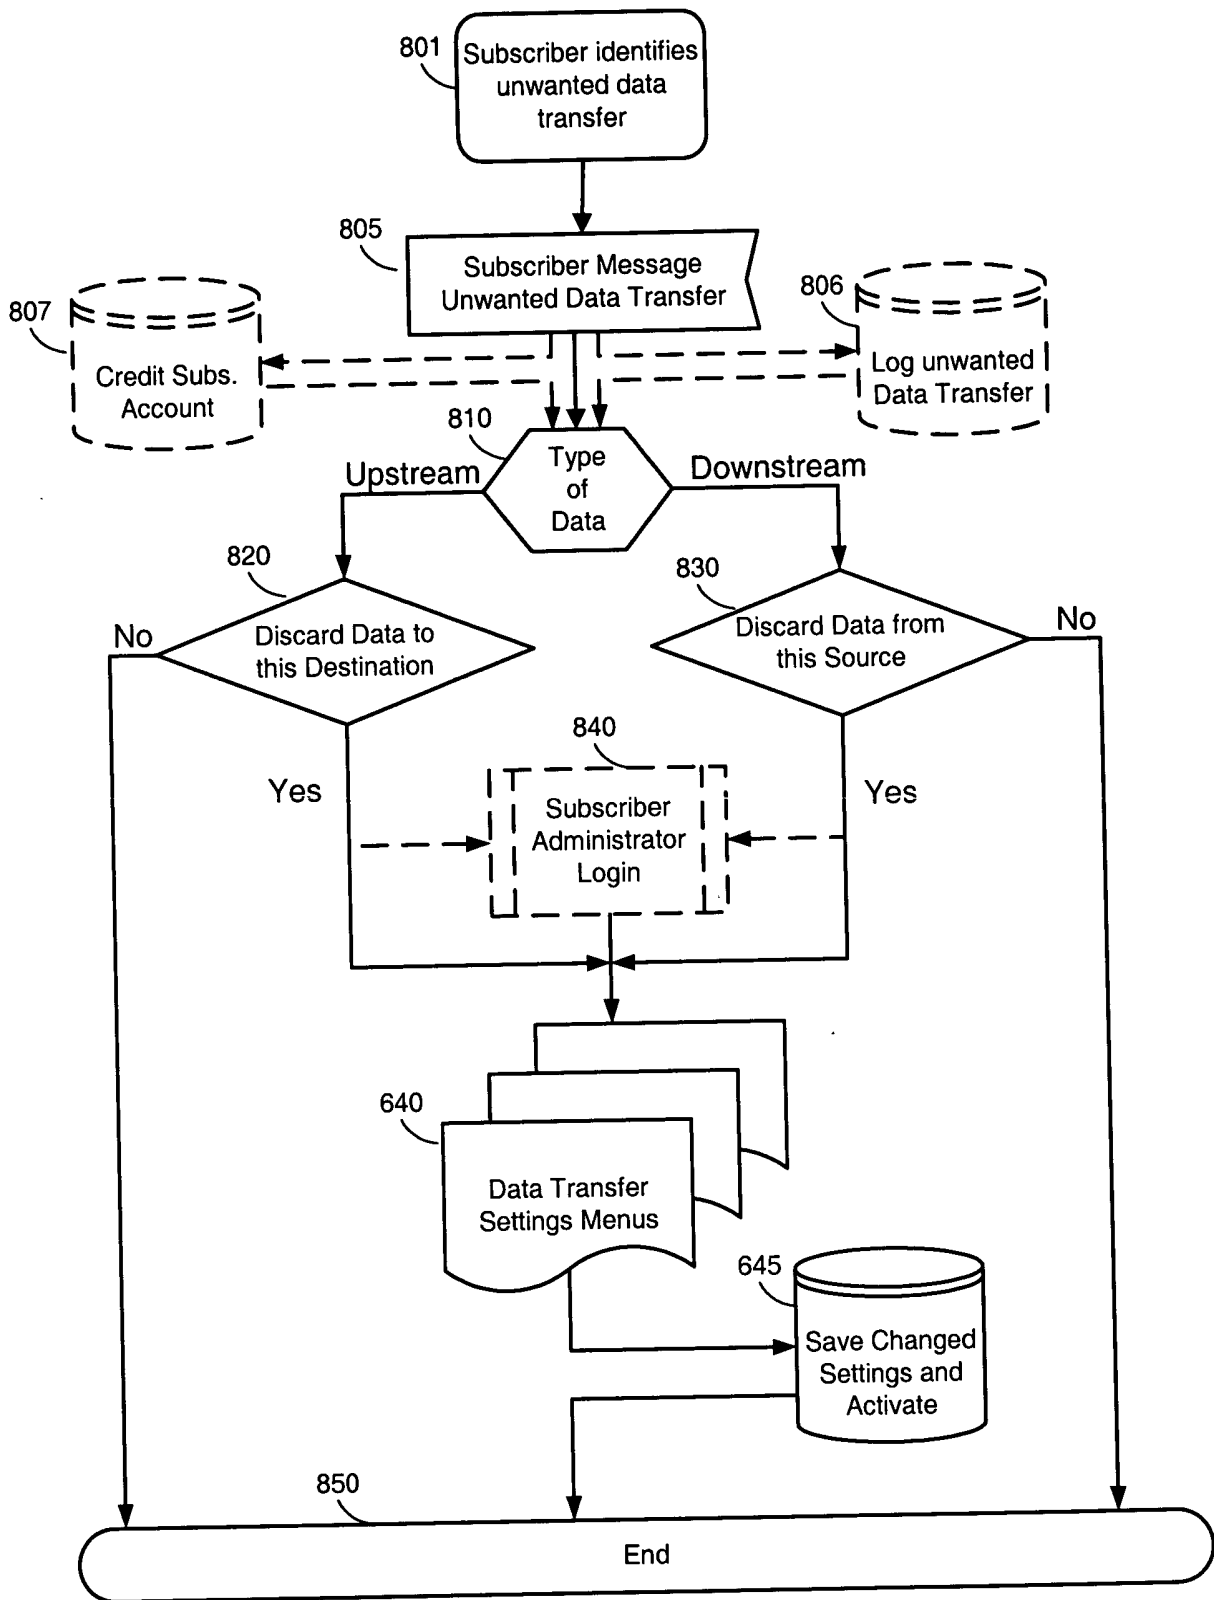 801
Subscriber identifies
unwanted data
transfer
805
Subscriber Message
Unwanted Data Transfer
807
Credit Subs.
Account
806
Log unwanted
Data Transfer
810
Type
of
Data
Upstream
Downstream
820
Discard Data to
this Destination
No
830
Discard Data from
this Source
No
Yes
840
Subscriber
Administrator
Login
Yes
640
Data Transfer
Settings Menus
645
Save Changed
Settings and
Activate
850
End